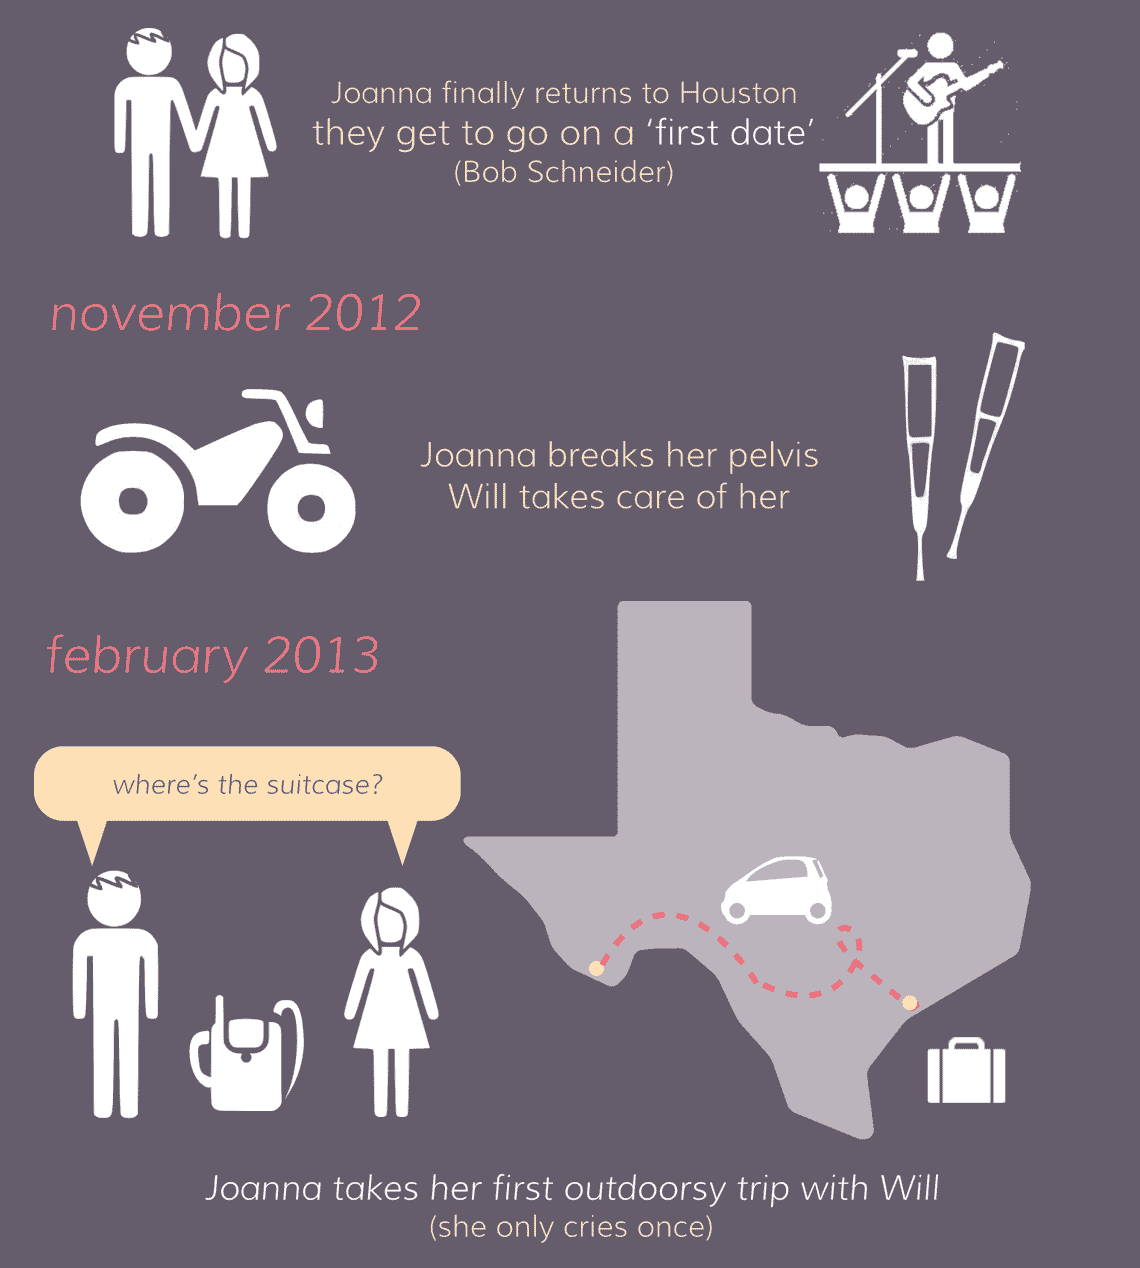 Joanna finally returns to Houston
they get to go on a ‘first date’
(Bob Schneider)
november 2012
Joanna breaks her pelvis
Will takes care of her
february 2013
where’s the suitcase?
Joanna takes her first outdoorsy trip with Will
(she only cries once)